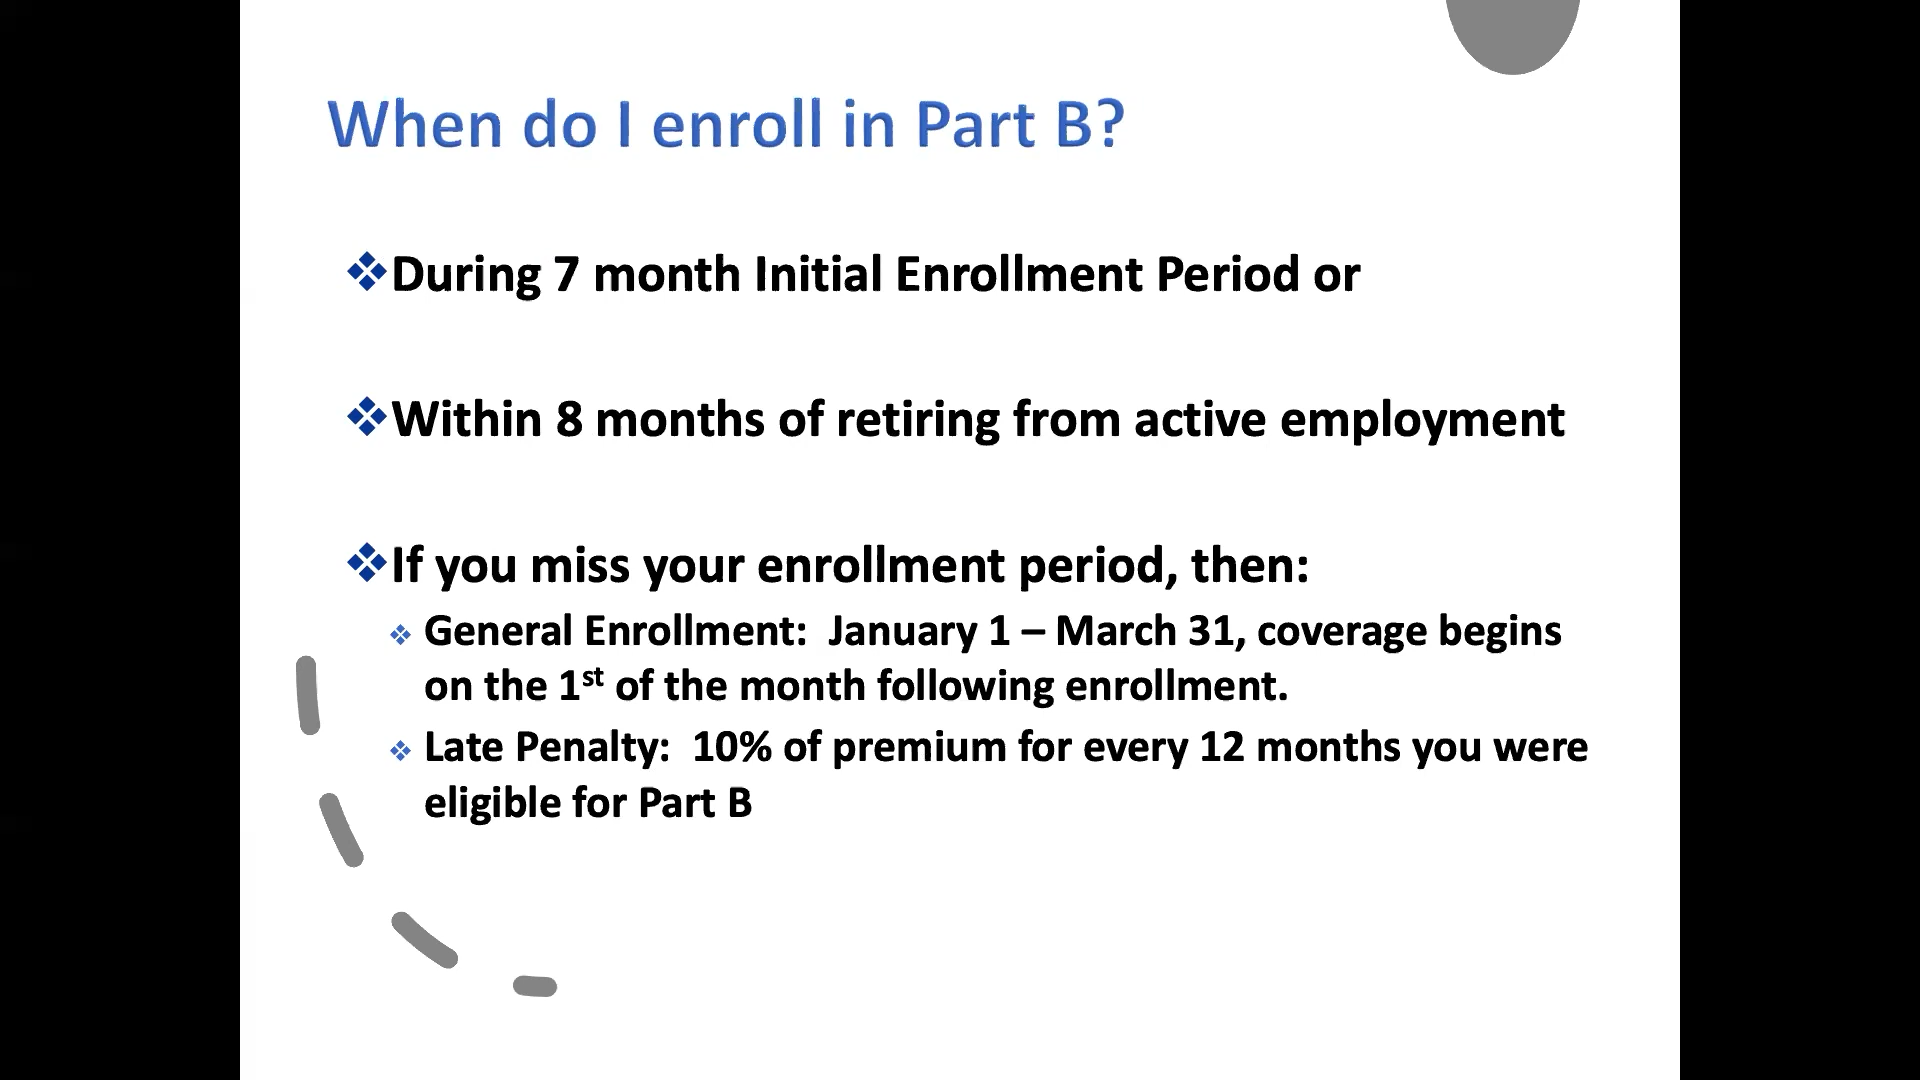 When do I enroll in Part B?
During 7 month Initial Enrollment Period or
Within 8 months of retiring from active employment
If you miss your enrollment period, then:
General Enrollment:  January 1 – March 31, coverage begins
on the 1st of the month following enrollment.
Late Penalty:  10% of premium for every 12 months you were
eligible for Part B